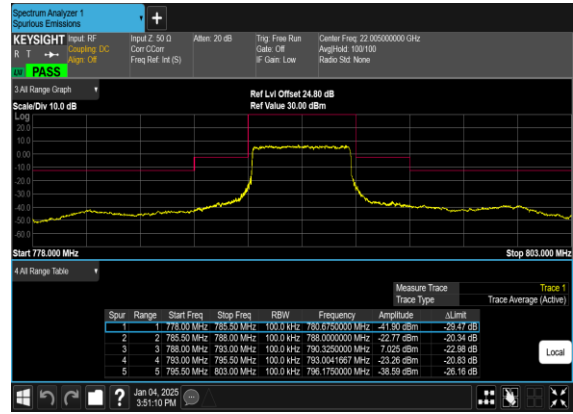 Spectrum Analyzer 1
Spurious Emissions
+
KEYSIGHT Input: RF Input Z: 50 Ω Atten: 20 dB Trig: Free Run Center Freq: 22.005000000 GHz
R T Coupling: DC Corr CCorr Gate: Off Avg|Hold: 100/100
Align: Off Freq Ref: Int (S) IF Gain: Low Radio Std: None
LW PASS
3 All Range Graph
Ref Lvl Offset 24.80 dB
Scale/Div 10.0 dB Ref Value 30.00 dBm
Log
20.0
10.0
0.00
-10.0
-20.0
-30.0
-40.0
-50.0
-60.0
Start 778.000 MHz Stop 803.000 MHz
4 All Range Table
Measure Trace Trace 1
Trace Type Trace Average (Active)
Spur Range Start Freq Stop Freq RBW Frequency Amplitude ΔLimit
1 1 778.00 MHz 785.50 MHz 100.0 kHz 780.6750000 MHz -41.90 dBm -29.47 dB
2 2 785.50 MHz 788.00 MHz 100.0 kHz 788.0000000 MHz -22.77 dBm -20.34 dB
3 3 788.00 MHz 793.00 MHz 100.0 kHz 790.3250000 MHz 7.025 dBm -22.98 dB
4 4 793.00 MHz 795.50 MHz 100.0 kHz 793.0041667 MHz -23.26 dBm -20.83 dB
5 5 795.50 MHz 803.00 MHz 100.0 kHz 796.1750000 MHz -38.59 dBm -26.16 dB
Local
? Jan 04, 2025
3:51:10 PM